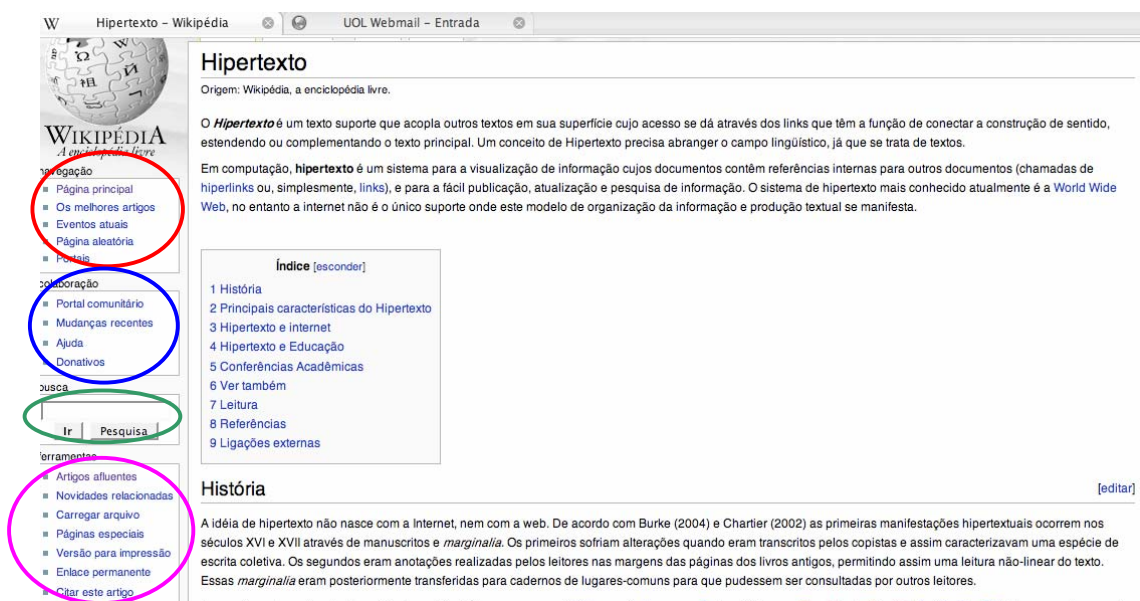 W Hipertexto – Wikipédia UOL Webmail – Entrada
WIKIPÉDIA
A enciclopédia livre
navegação
Página principal
Os melhores artigos
Eventos atuais
Página aleatória
Portais
colaboração
Portal comunitário
Mudanças recentes
Ajuda
Donativos
busca
Ir Pesquisa
ferramentas
Artigos afluentes
Novidades relacionadas
Carregar arquivo
Páginas especiais
Versão para impressão
Enlace permanente
Citar este artigo
Hipertexto
Origem: Wikipédia, a enciclopédia livre.
O Hipertexto é um texto suporte que acopla outros textos em sua superfície cujo acesso se dá através dos links que têm a função de conectar a construção de sentido,
estendendo ou complementando o texto principal. Um conceito de Hipertexto precisa abranger o campo lingüístico, já que se trata de textos.
Em computação, hipertexto é um sistema para a visualização de informação cujos documentos contêm referências internas para outros documentos (chamadas de
hiperlinks ou, simplesmente, links), e para a fácil publicação, atualização e pesquisa de informação. O sistema de hipertexto mais conhecido atualmente é a World Wide
Web, no entanto a internet não é o único suporte onde este modelo de organização da informação e produção textual se manifesta.
Índice [esconder]
1 História
2 Principais características do Hipertexto
3 Hipertexto e internet
4 Hipertexto e Educação
5 Conferências Acadêmicas
6 Ver também
7 Leitura
8 Referências
9 Ligações externas
História [editar]
A idéia de hipertexto não nasce com a Internet, nem com a web. De acordo com Burke (2004) e Chartier (2002) as primeiras manifestações hipertextuais ocorrem nos
séculos XVI e XVII através de manuscritos e marginalia. Os primeiros sofriam alterações quando eram transcritos pelos copistas e assim caracterizavam uma espécie de
escrita coletiva. Os segundos eram anotações realizadas pelos leitores nas margens das páginas dos livros antigos, permitindo assim uma leitura não-linear do texto.
Essas marginalia eram posteriormente transferidas para cadernos de lugares-comuns para que pudessem ser consultadas por outros leitores.